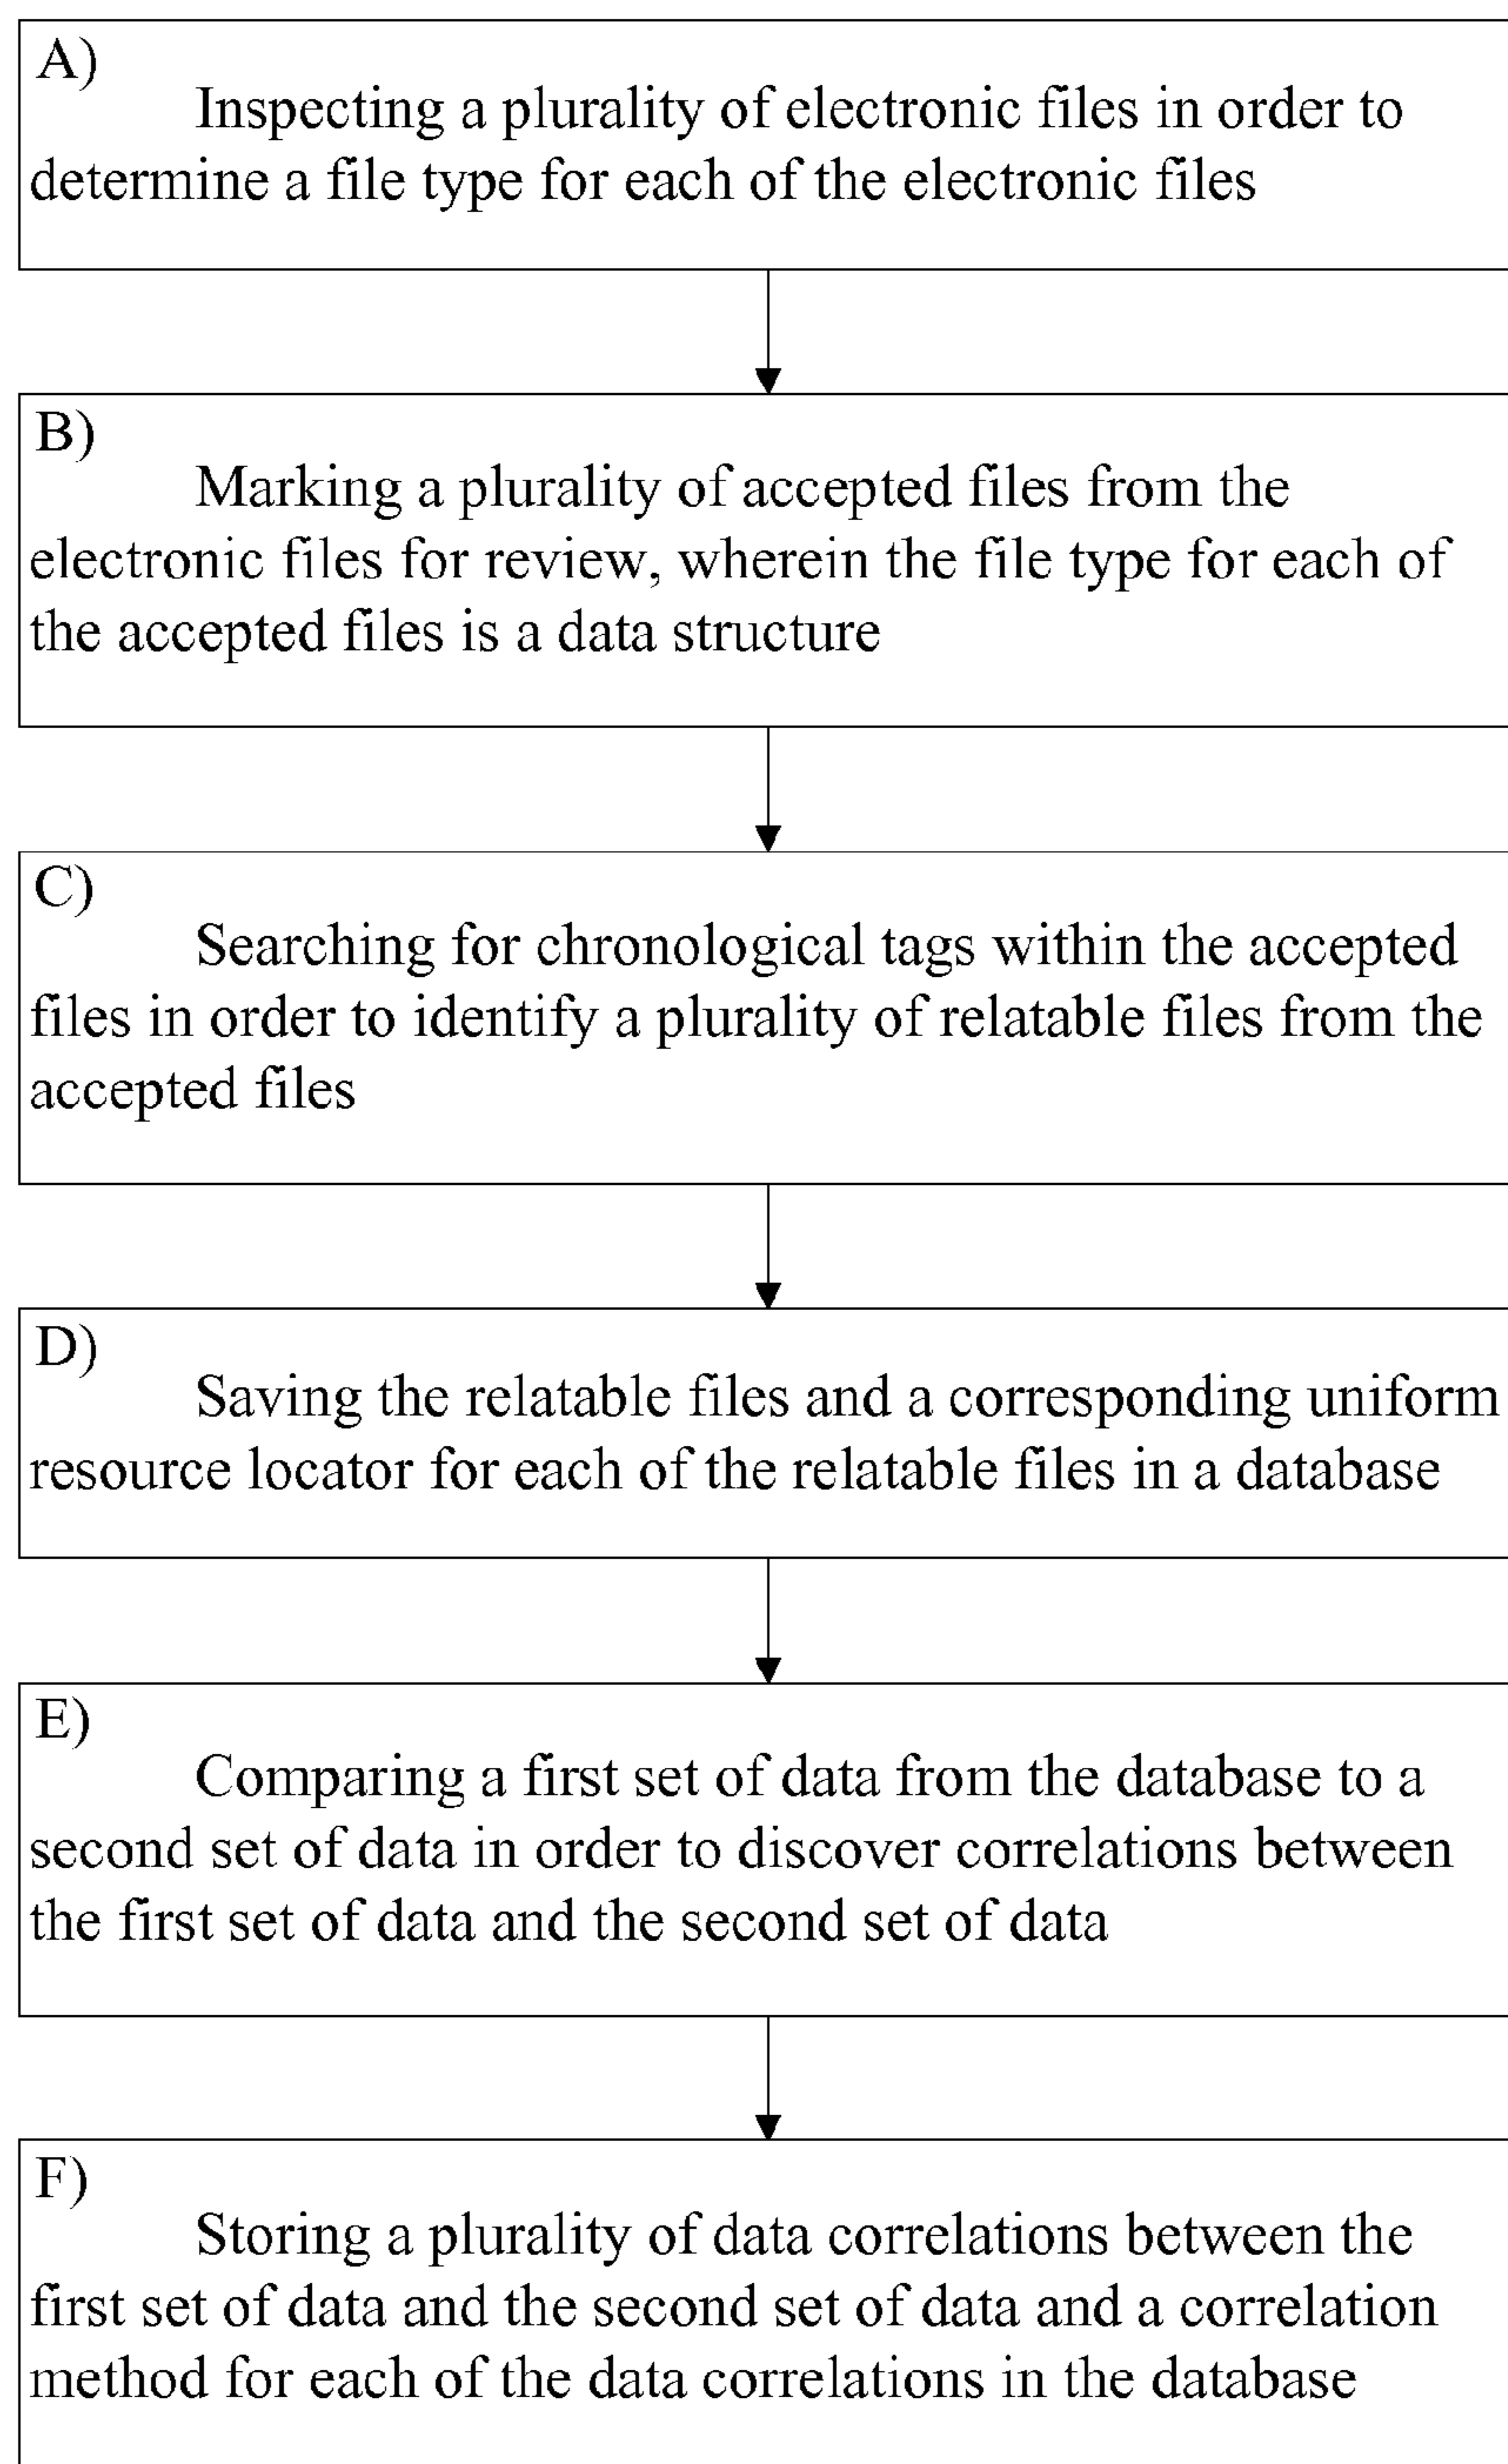 A)
Inspecting a plurality of electronic files in order to
determine a file type for each of the electronic files
B)
Marking a plurality of accepted files from the
electronic files for review, wherein the file type for each of
the accepted files is a data structure
C)
Searching for chronological tags within the accepted
files in order to identify a plurality of relatable files from the
accepted files
D)
Saving the relatable files and a corresponding uniform
resource locator for each of the relatable files in a database
E)
Comparing a first set of data from the database to a
second set of data in order to discover correlations between
the first set of data and the second set of data
F)
Storing a plurality of data correlations between the
first set of data and the second set of data and a correlation
method for each of the data correlations in the database